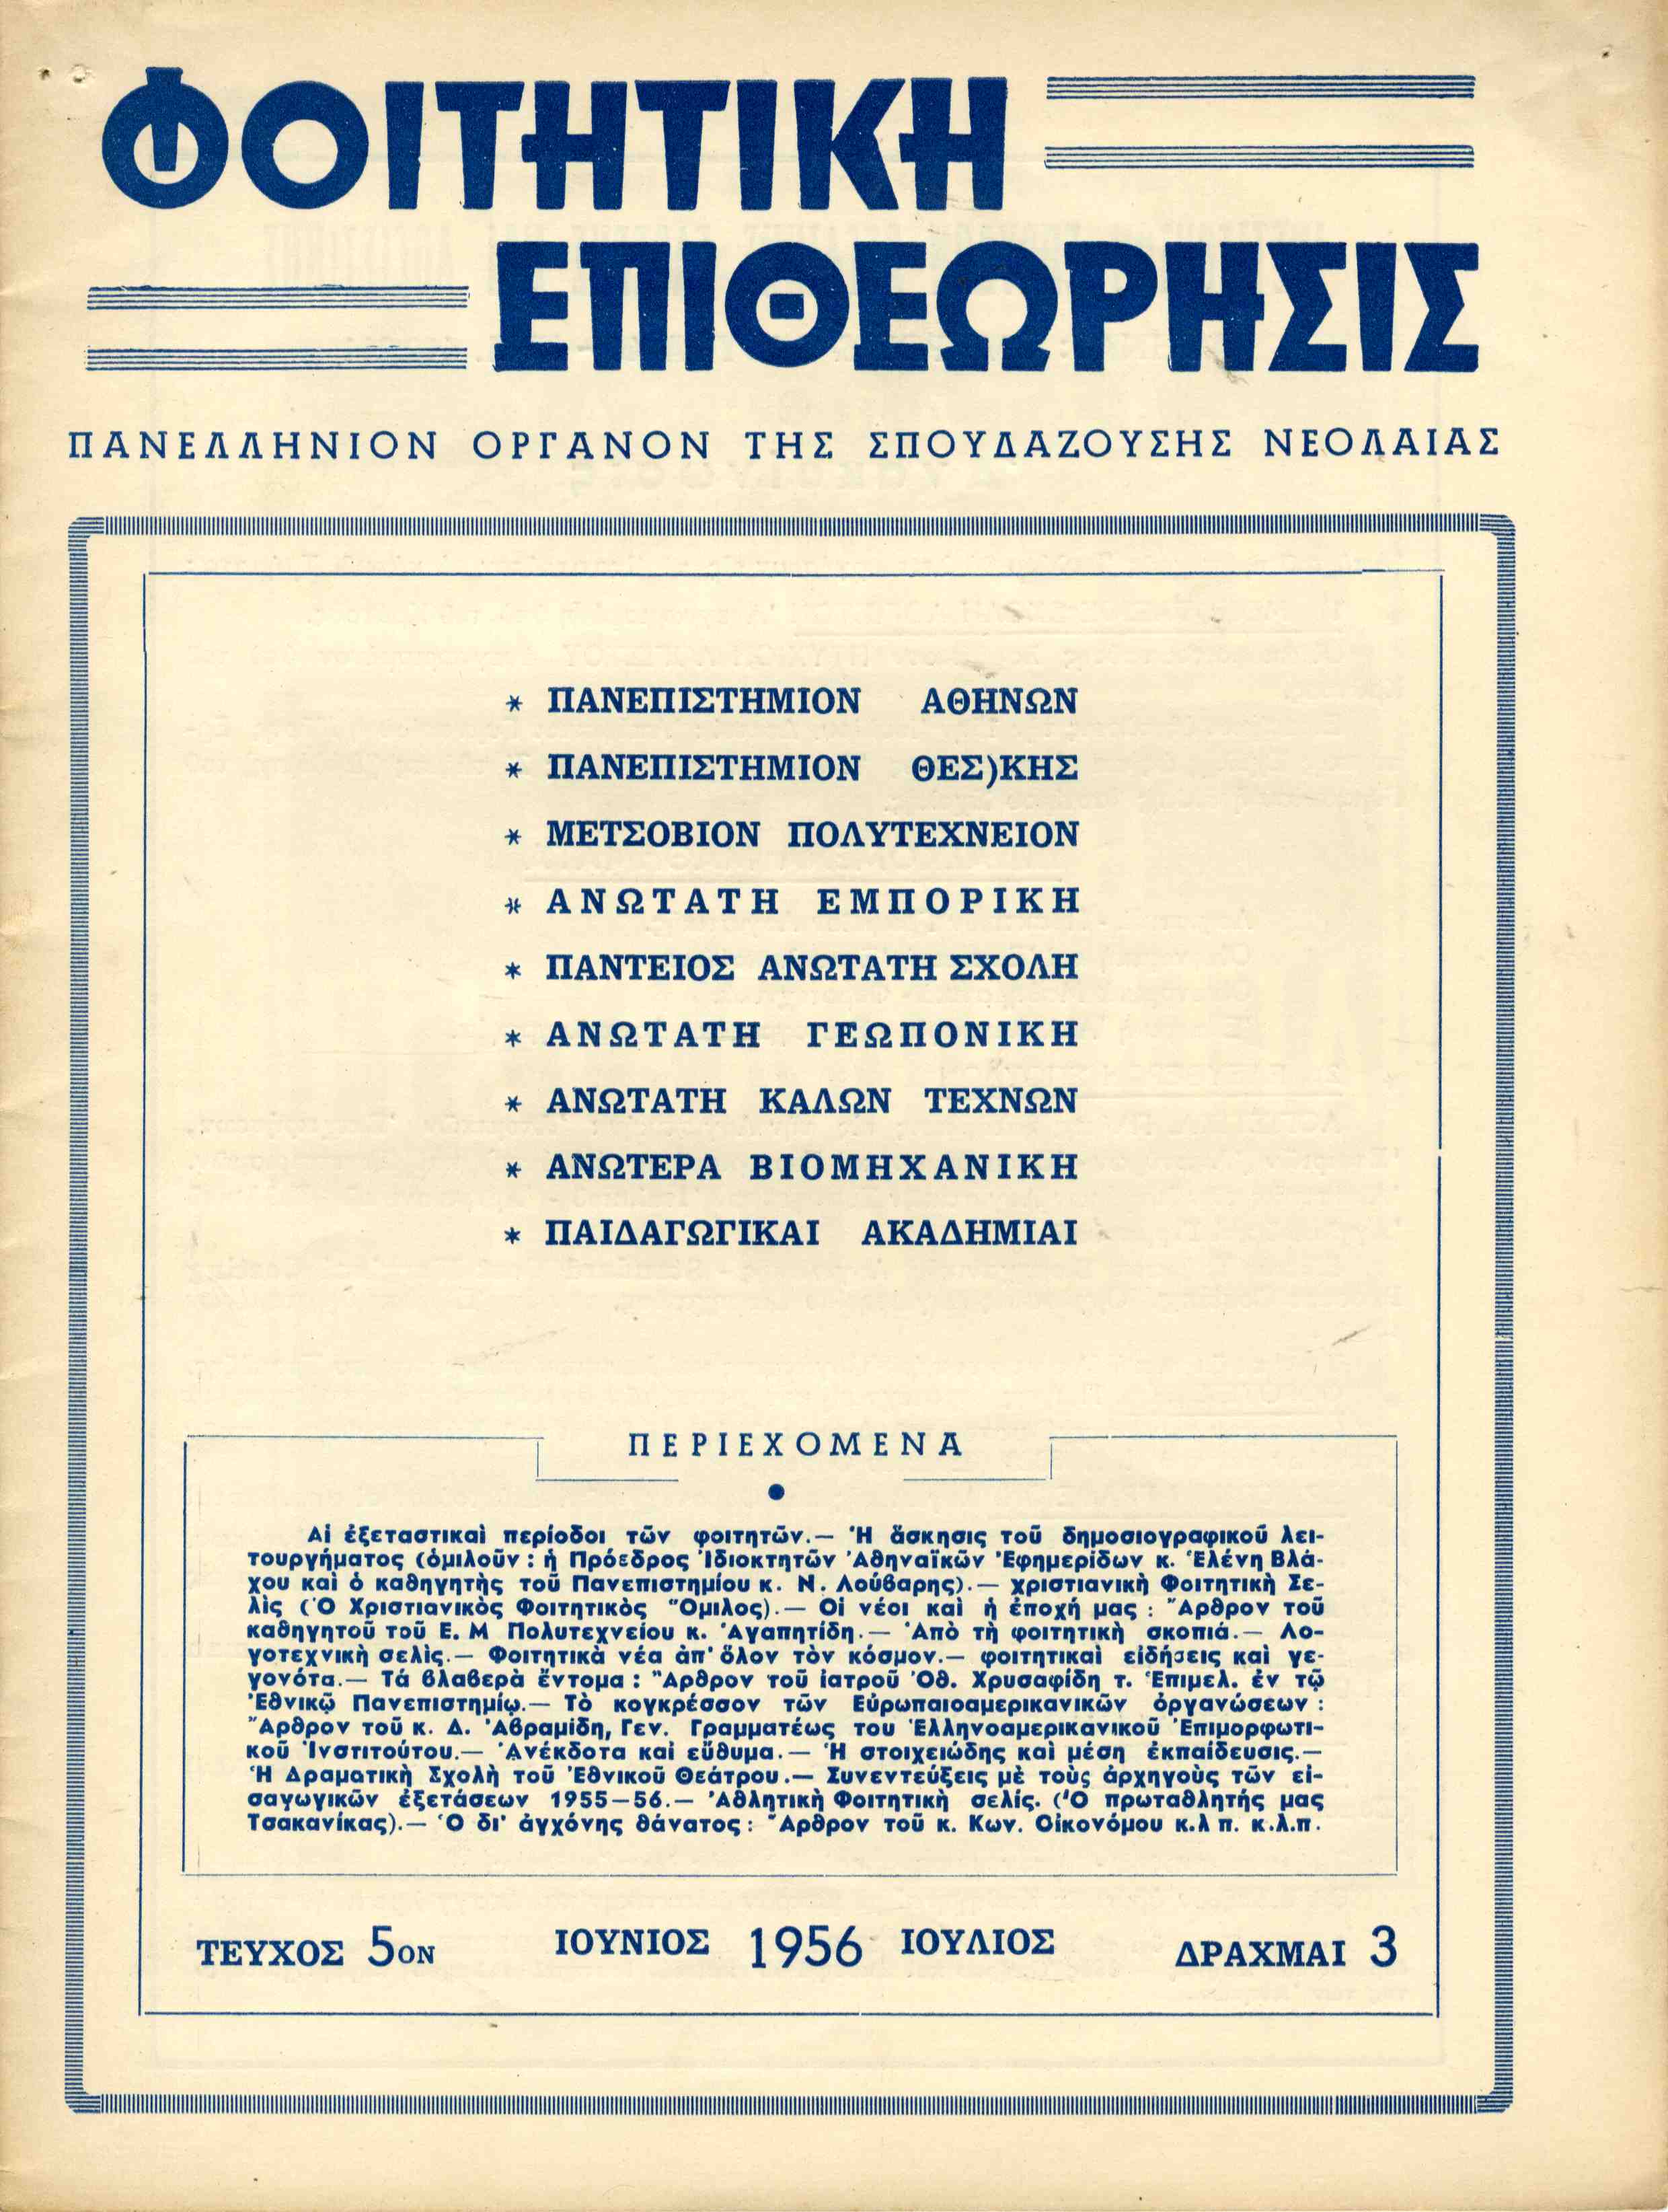 ΦΟΙΤΗΤΙΚΗ
ΕΠΙΘΕΩΡΗΣΙΣ
ΠΑΝΕΛΛΗΝΙΟΝ ΟΡΓΑΝΟΝ ΤΗΣ ΣΠΟΥΔΑΖΟΥΣΗΣ ΝΕΟΛΑΙΑΣ
* ΠΑΝΕΠΙΣΤΗΜΙΟΝ ΑΘΗΝΩΝ
* ΠΑΝΕΠΙΣΤΗΜΙΟΝ ΘΕΣ)ΚΗΣ
* ΜΕΤΣΟΒΙΟΝ ΠΟΛΥΤΕΧΝΕΙΟΝ
* ΑΝΩΤΑΤΗ ΕΜΠΟΡΙΚΗ
* ΠΑΝΤΕΙΟΣ ΑΝΩΤΑΤΗ ΣΧΟΛΗ
* ΑΝΩΤΑΤΗ ΓΕΩΠΟΝΙΚΗ
* ΑΝΩΤΑΤΗ ΚΑΛΩΝ ΤΕΧΝΩΝ
* ΑΝΩΤΕΡΑ ΒΙΟΜΗΧΑΝΙΚΗ
* ΠΑΙΔΑΓΩΓΙΚΑΙ ΑΚΑΔΗΜΙΑΙ
ΠΕΡΙΕΧΟΜΕΝΑ
Αἱ ἐξεταστικαὶ περίοδοι τῶν φοιτητῶν.— Ἡ ἄσκησις τοῦ δημοσιογραφικοῦ λει-
τουργήματος (ὁμιλοῦν : ἡ Πρόεδρος Ἰδιοκτητῶν Ἀθηναϊκῶν Ἐφημερίδων κ. Ἑλένη Βλά-
χου καὶ ὁ καθηγητὴς τοῦ Πανεπιστημίου κ. Ν. Λούβαρης).— χριστιανικὴ Φοιτητικὴ Σε-
λὶς (Ὁ Χριστιανικὸς Φοιτητικὸς Ὅμιλος).— Οἱ νέοι καὶ ἡ ἐποχή μας : Ἄρθρον τοῦ
καθηγητοῦ τοῦ Ε. Μ Πολυτεχνείου κ. Ἀγαπητίδη.— Ἀπὸ τὴ φοιτητικὴ σκοπιά.— Λο-
γοτεχνικὴ σελὶς.— Φοιτητικὰ νέα ἀπ' ὅλον τὸν κόσμον.— φοιτητικαὶ εἰδήσεις καὶ γε-
γονότα.— Τά βλαβερὰ ἔντομα : Ἄρθρον τοῦ ἰατροῦ Ὀδ. Χρυσαφίδη τ. Ἐπιμελ. ἐν τῷ
Ἐθνικῷ Πανεπιστημίῳ.— Τὸ κογκρέσσον τῶν Εὐρωπαιοαμερικανικῶν ὀργανώσεων :
Ἄρθρον τοῦ κ. Δ. Ἀβραμίδη, Γεν. Γραμματέως του Ἑλληνοαμερικανικοῦ Ἐπιμορφωτι-
κοῦ Ἰνστιτούτου.— Ἀνέκδοτα καί εὔθυμα.— Ἡ στοιχειώδης καὶ μέση ἐκπαίδευσις.—
Ἡ Δραματικὴ Σχολὴ τοῦ Ἐθνικοῦ Θεάτρου.— Συνεντεύξεις μὲ τοὺς ἀρχηγοὺς τῶν εἰ-
σαγωγικῶν ἐξετάσεων 1955—56.— Ἀθλητικὴ Φοιτητικὴ σελίς. (Ὁ πρωταθλητής μας
Τσακανίκας).— Ὁ δι' ἀγχόνης θάνατος : Ἄρθρον τοῦ κ. Κων. Οἰκονόμου κ.λ π. κ.λ.π.
ΤΕΥΧΟΣ 5ΟΝ ΙΟΥΝΙΟΣ 1956 ΙΟΥΛΙΟΣ ΔΡΑΧΜΑΙ 3